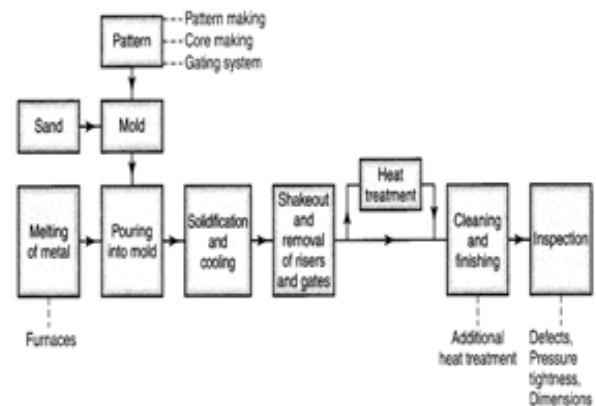 Pattern
Pattern making
Core making
Gating system
Sand
Mold
Melting
of metal
Pouring
into mold
Solidification
and
cooling
Shakeout
and
removal
of risers
and gates
Heat
treatment
Cleaning
and
finishing
Inspection
Furnaces
Additional
heat treatment
Defects,
Pressure
tightness,
Dimensions